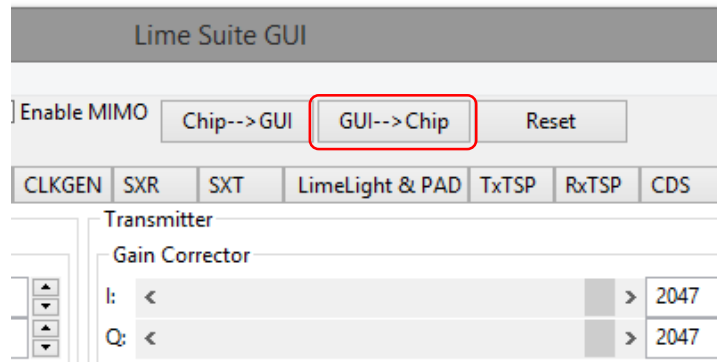 Lime Suite GUI
Enable MIMO Chip-->GUI GUI-->Chip Reset
CLKGEN SXR SXT LimeLight & PAD TxTSP RxTSP CDS
Transmitter
Gain Corrector
I: 2047
Q: 2047